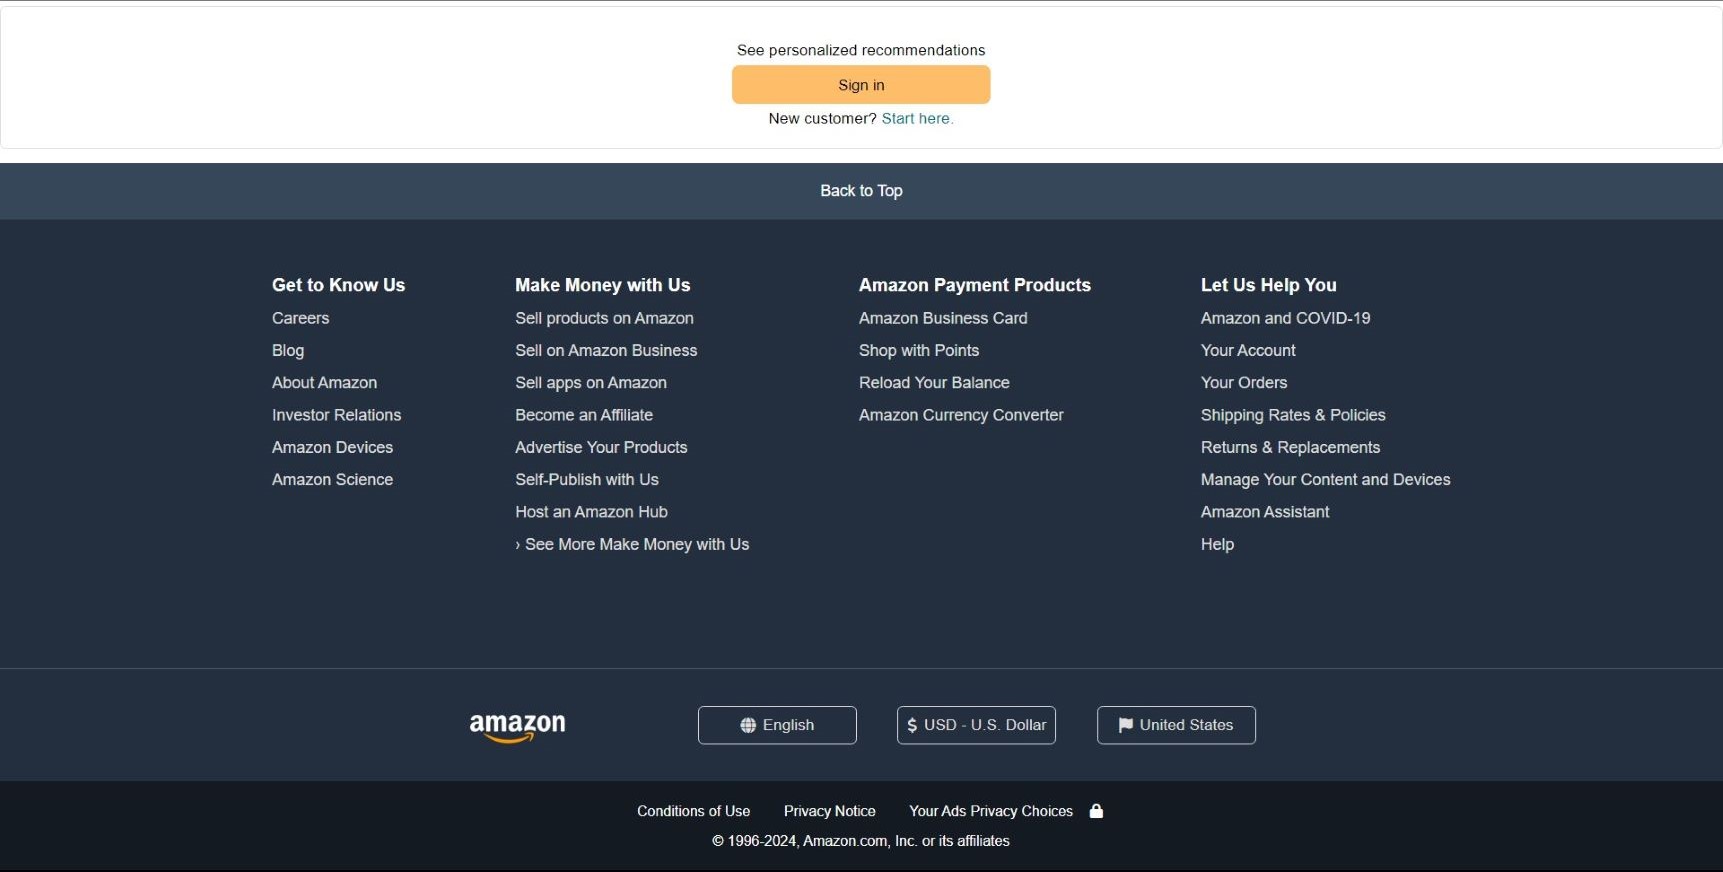 See personalized recommendations
Sign in
New customer? Start here.
Back to Top
Get to Know Us
Careers
Blog
About Amazon
Investor Relations
Amazon Devices
Amazon Science
Make Money with Us
Sell products on Amazon
Sell on Amazon Business
Sell apps on Amazon
Become an Affiliate
Advertise Your Products
Self-Publish with Us
Host an Amazon Hub
› See More Make Money with Us
Amazon Payment Products
Amazon Business Card
Shop with Points
Reload Your Balance
Amazon Currency Converter
Let Us Help You
Amazon and COVID-19
Your Account
Your Orders
Shipping Rates & Policies
Returns & Replacements
Manage Your Content and Devices
Amazon Assistant
Help
amazon
English
$ USD - U.S. Dollar
United States
Conditions of Use
Privacy Notice
Your Ads Privacy Choices
© 1996-2024, Amazon.com, Inc. or its affiliates